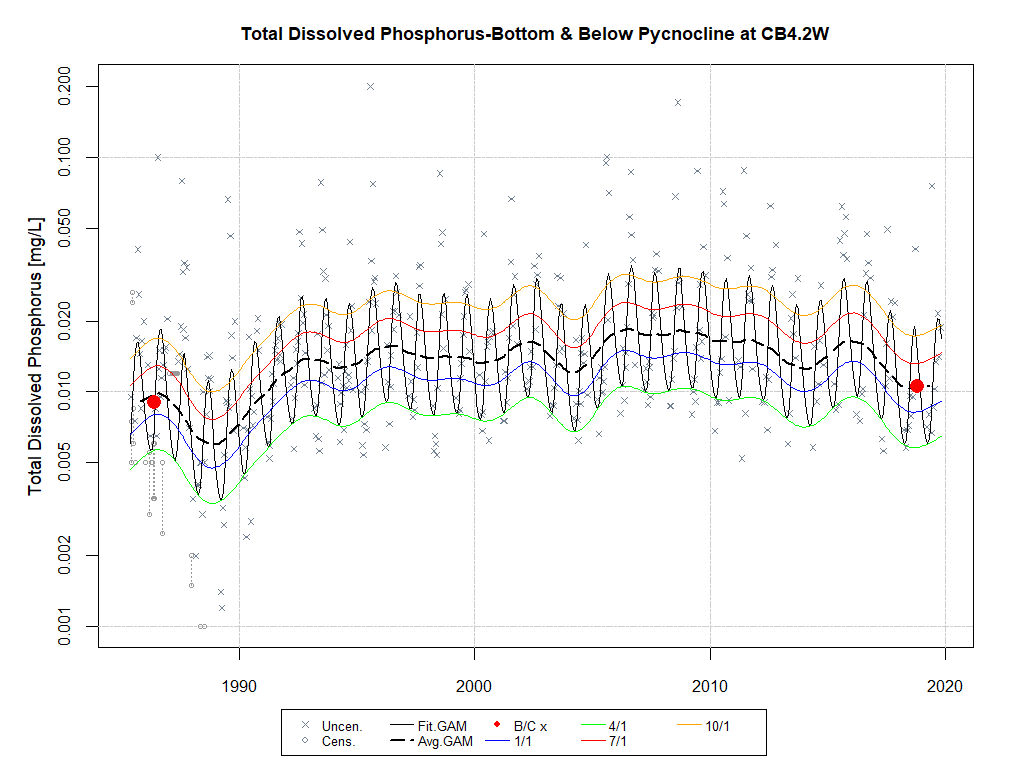 Total Dissolved Phosphorus-Bottom & Below Pycnocline at CB4.2W
Total Dissolved Phosphorus [mg/L]
0.200
0.100
0.050
0.020
0.010
0.005
0.002
0.001
1990 2000 2010 2020
Uncen. Fit.GAM B/C x 4/1 10/1
Cens. Avg.GAM 1/1 7/1